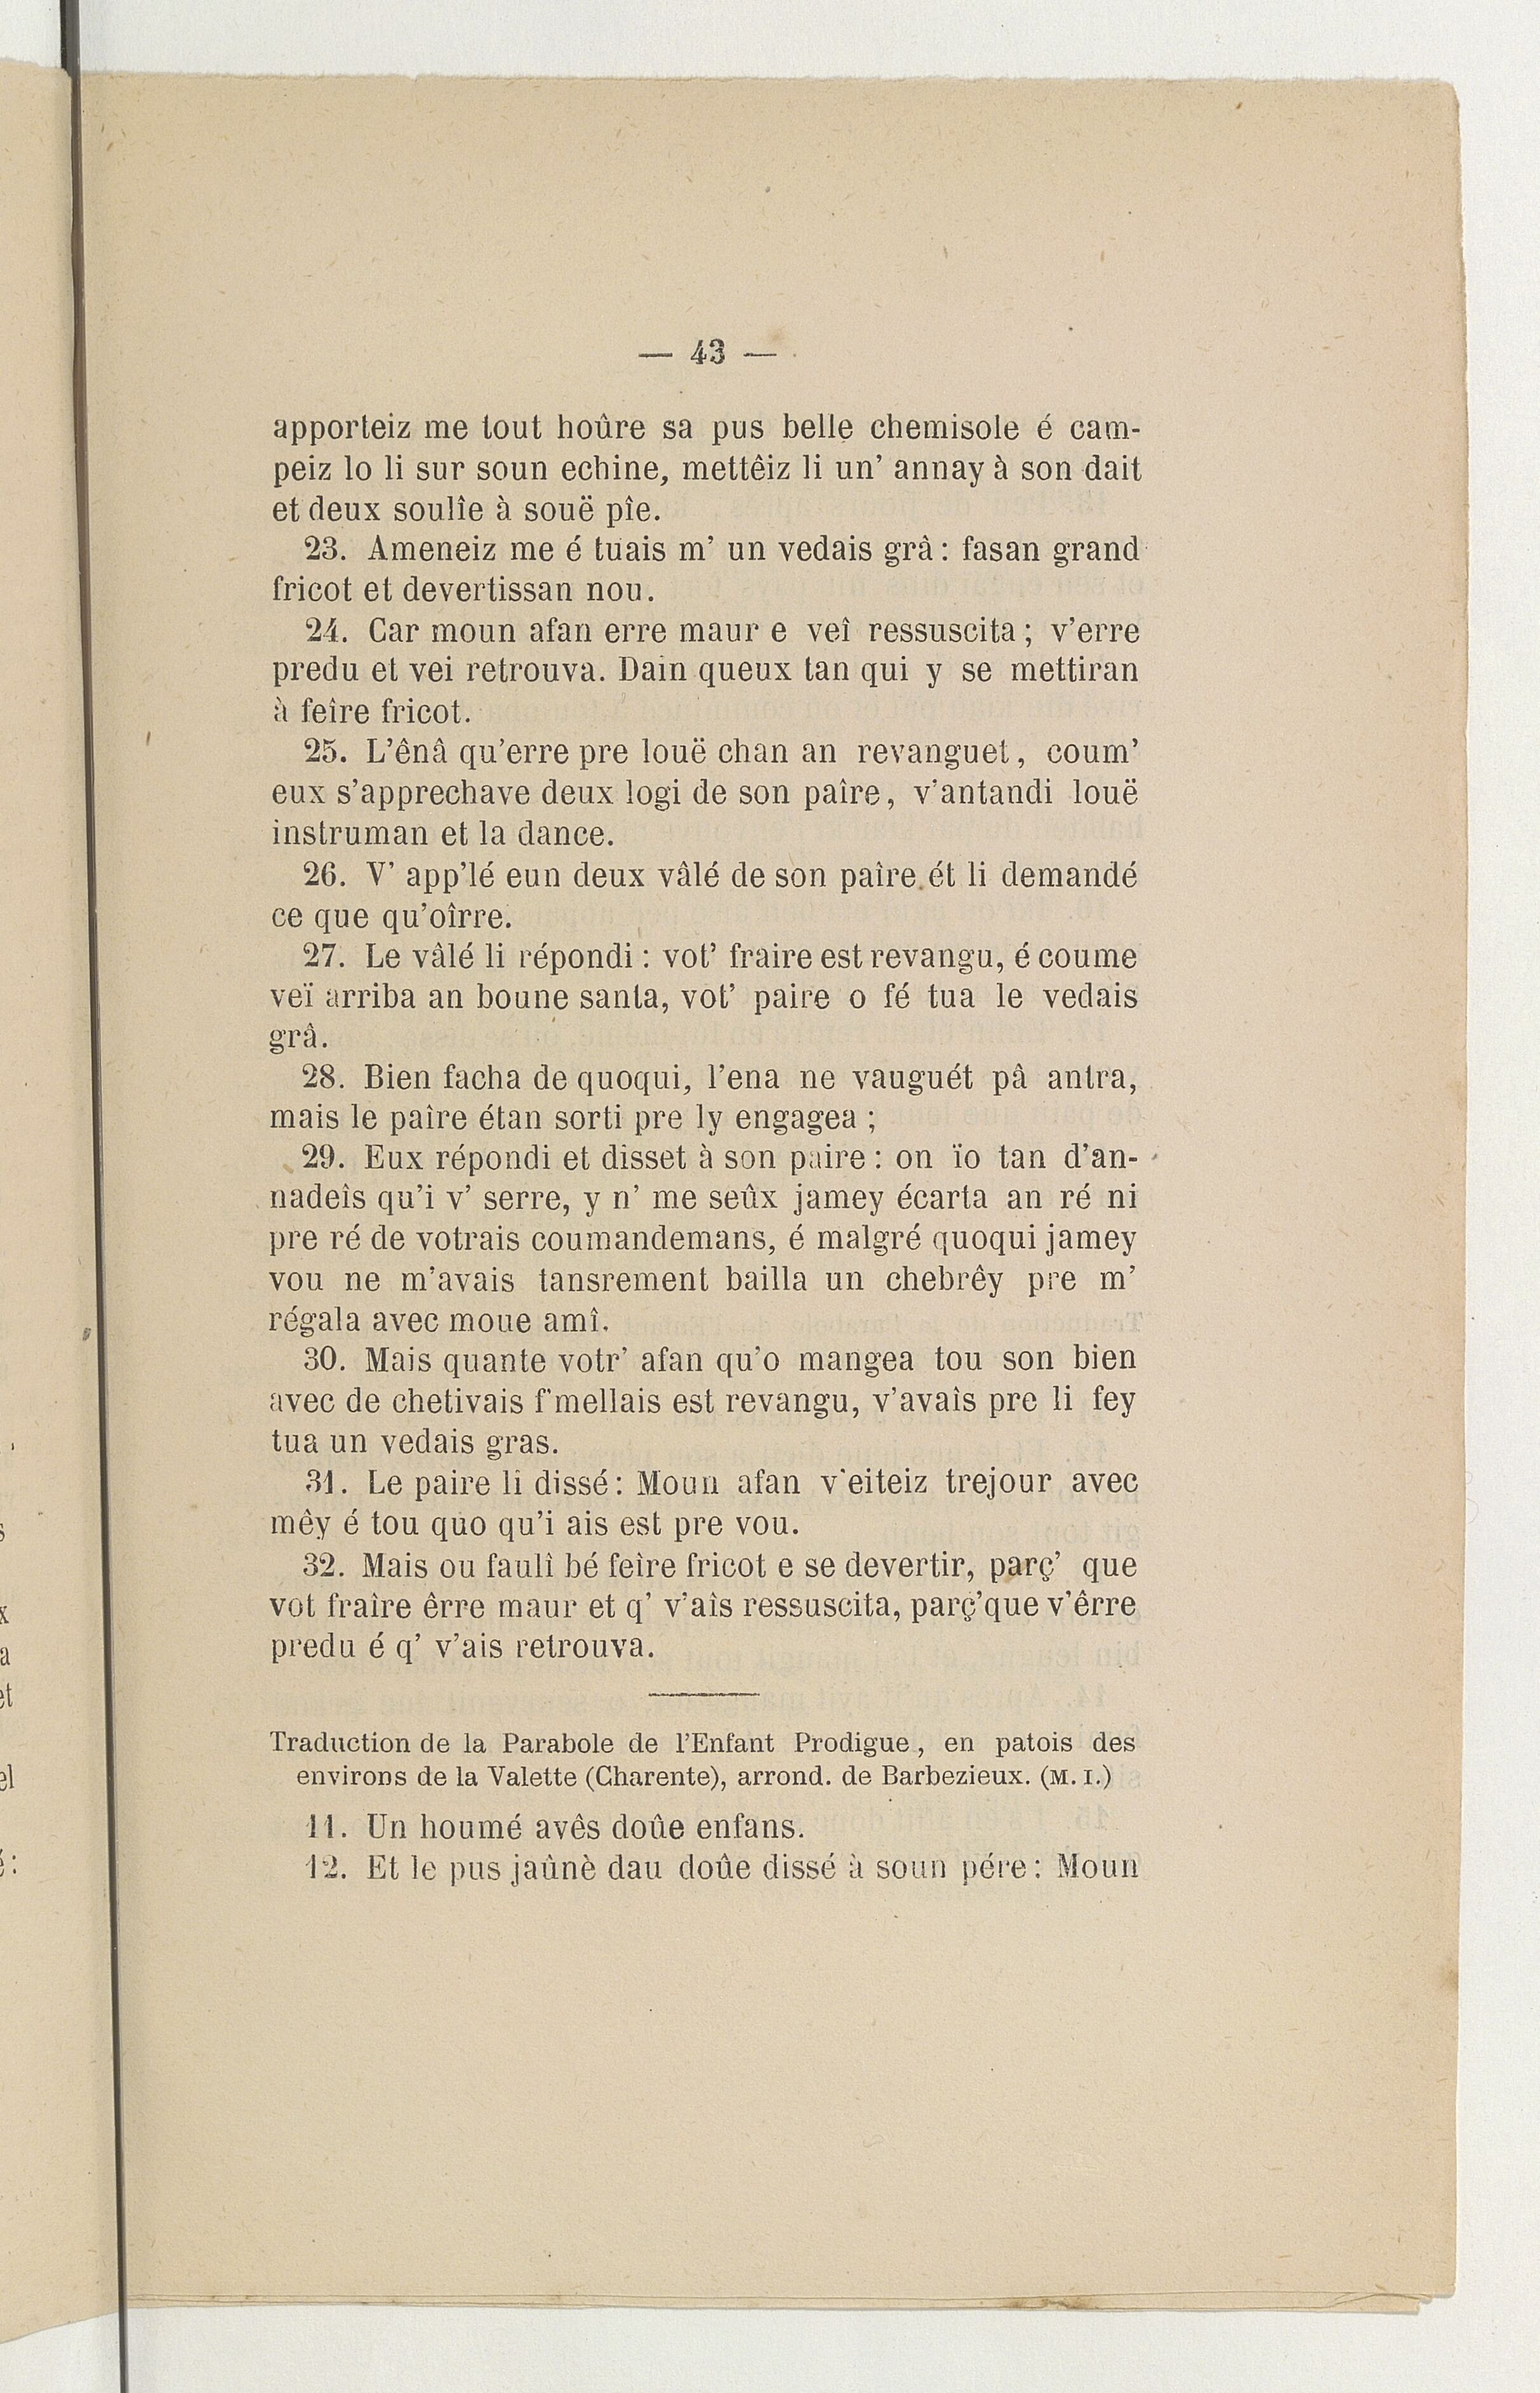 — 43 —
apporteiz me tout hoûre sa pus belle chemisole é cam-
peiz lo li sur soun echine, mettêiz li un' annay à son dait
et deux soulîe à souë pîe.
23. Ameneiz me é tuais m' un vedais grâ : fasan grand
fricot et devertissan nou.
24. Car moun afan erre maur e veî ressuscita ; v'erre
predu et vei retrouva. Dain queux tan qui y se mettiran
à feîre fricot.
25. L'ênâ qu'erre pre louë chan an revanguet, coum'
eux s'apprechave deux logi de son paîre, v'antandi louë
instruman et la dance.
26. V' app'lé eun deux vâlé de son paîre ét li demandé
ce que qu'oîrre.
27. Le vâlé li répondi : vot' fraire est revangu, é coume
veï arriba an boune santa, vot' paire o fé tua le vedais
grâ.
28. Bien facha de quoqui, l'ena ne vauguét pâ antra,
mais le paîre étan sorti pre ly engagea ;
29. Eux répondi et disset à son paire : on ïo tan d'an-
nadeîs qu'i v' serre, y n' me seûx jamey écarta an ré ni
pre ré de votrais coumandemans, é malgré quoqui jamey
vou ne m'avais tansrement bailla un chebrêy pre m'
régala avec moue amî.
30. Mais quante votr' afan qu'o mangea tou son bien
avec de chetivais f'mellais est revangu, v'avaîs pre li fey
tua un vedais gras.
31. Le paire li dissé : Moun afan v'eiteiz trejour avec
mêy é tou quo qu'i ais est pre vou.
32. Mais ou faulî bé feîre fricot e se devertir, parç' que
vot fraîre êrre maur et q' v'aîs ressuscita, parç'que v'êrre
predu é q' v'ais retrouva.
Traduction de la Parabole de l'Enfant Prodigue, en patois des
environs de la Valette (Charente), arrond. de Barbezieux. (M. I.)
11. Un houmé avês doûe enfans.
12. Et le pus jaûnè dau doûe dissé à soun pére : Moun